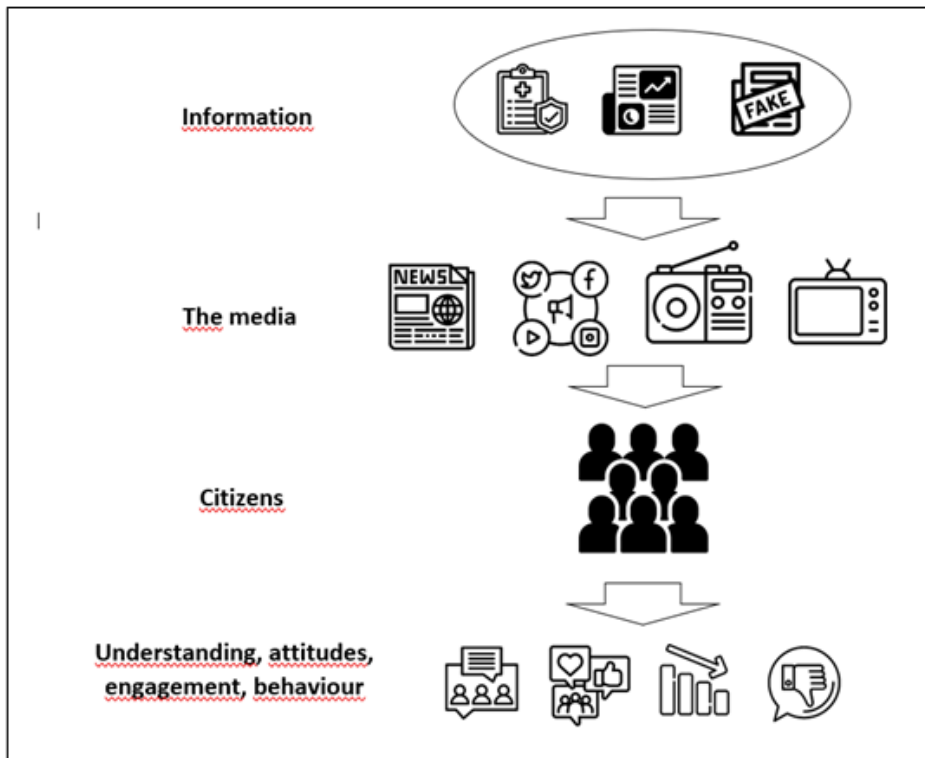 Information
FAKE
The media
NEWS
Citizens
Understanding, attitudes,
engagement, behaviour